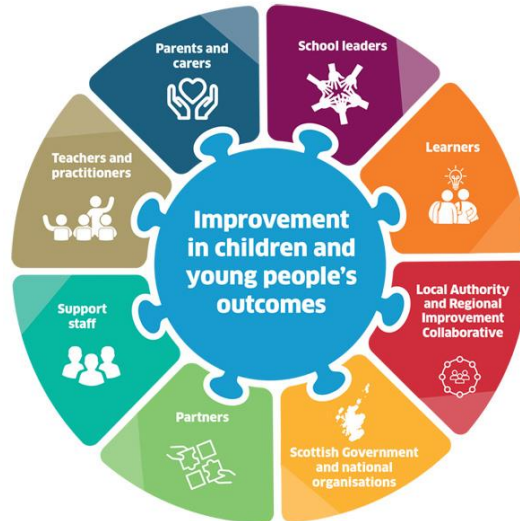 Parents and
carers
School leaders
Learners
Local Authority
and Regional
Improvement
Collaborative
Scottish Government
and national
organisations
Partners
Support
staff
Teachers and
practitioners
Improvement
in children and
young people's
outcomes